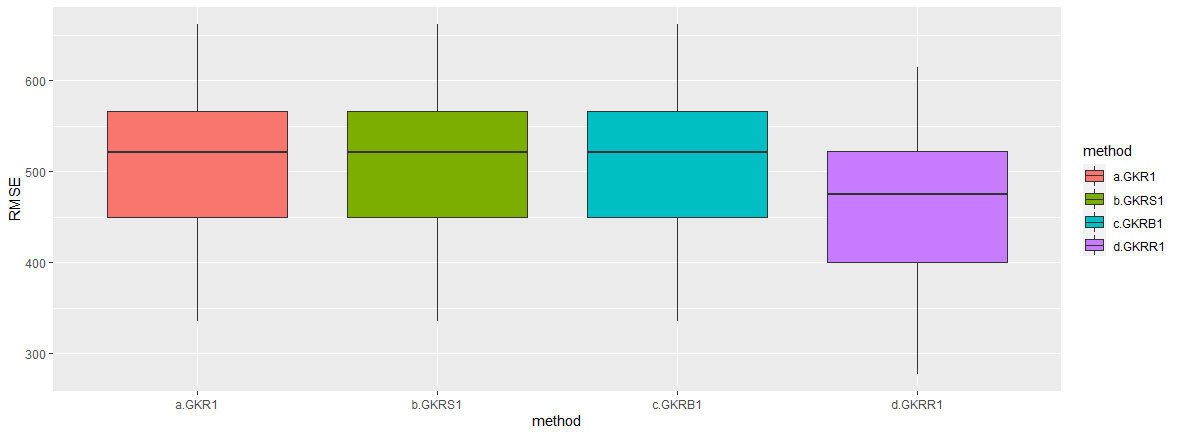 RMSE
600
500
400
300
a.GKR1
b.GKRS1
c.GKRB1
d.GKRR1
method
method
a.GKR1
b.GKRS1
c.GKRB1
d.GKRR1